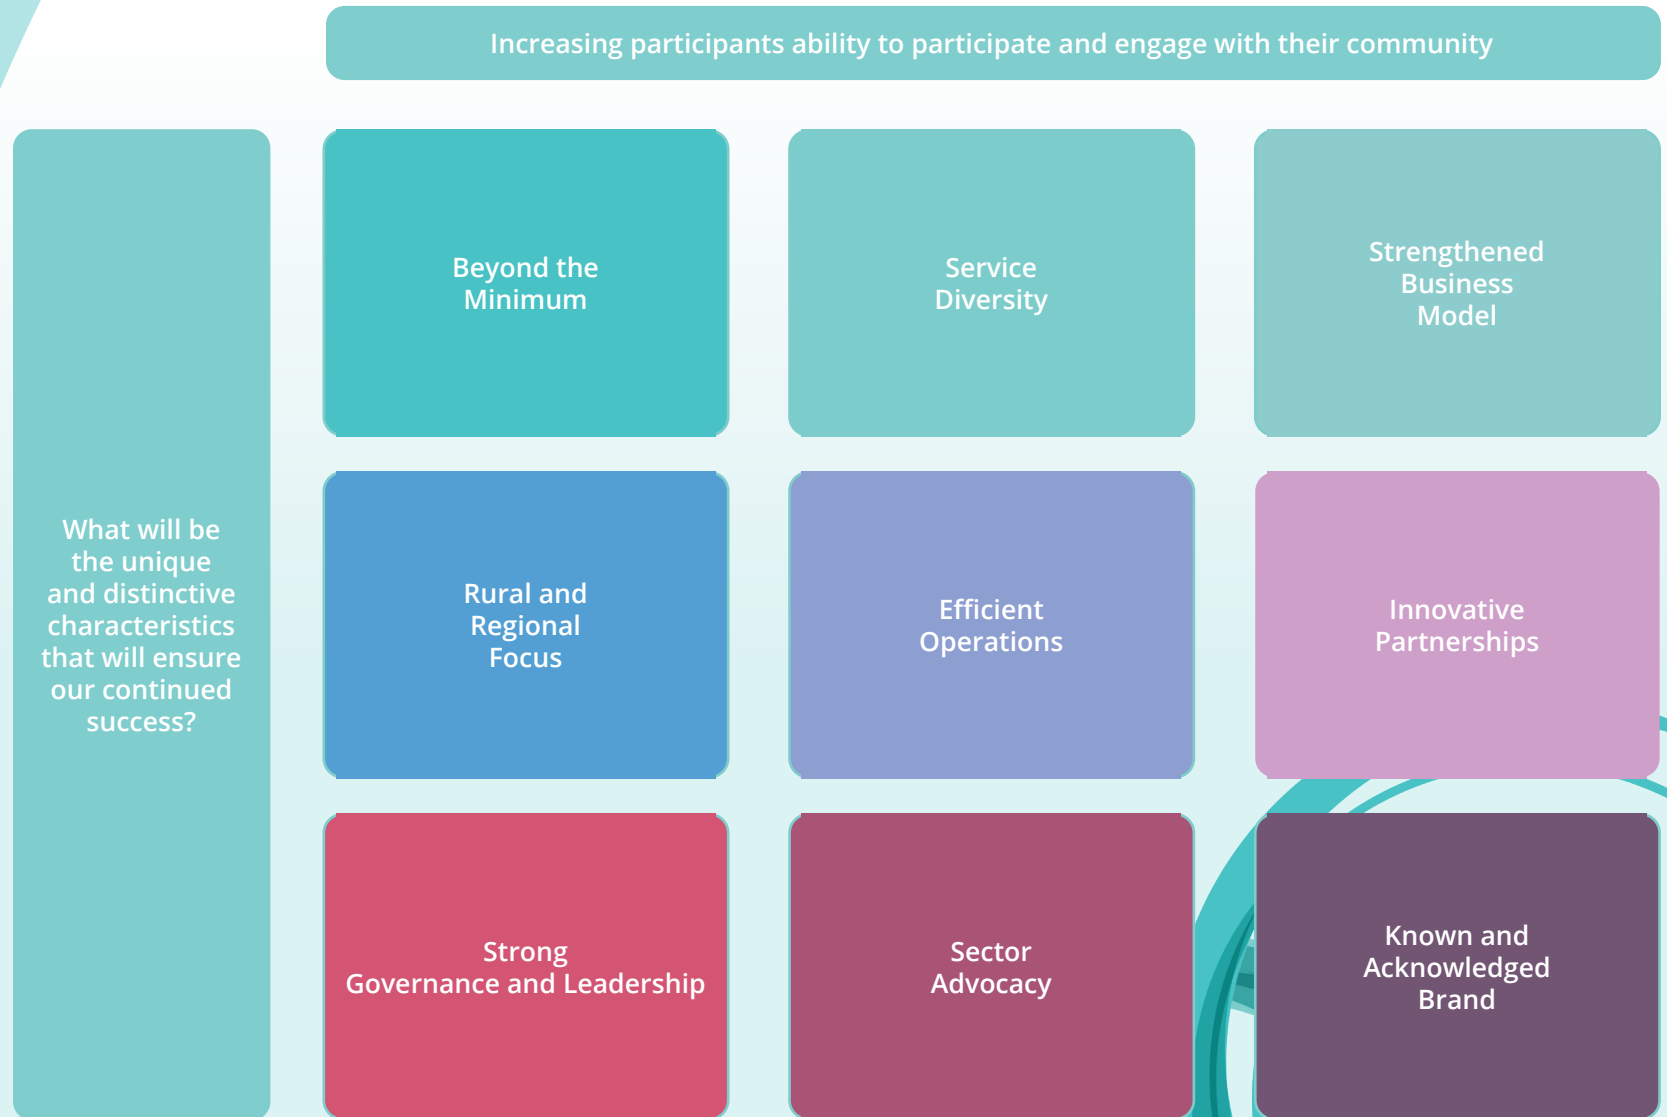 Increasing participants ability to participate and engage with their community
What will be
the unique
and distinctive
characteristics
that will ensure
our continued
success?
Beyond the
Minimum
Service
Diversity
Strengthened
Business
Model
Rural and
Regional
Focus
Efficient
Operations
Innovative
Partnerships
Strong
Governance and Leadership
Sector
Advocacy
Known and
Acknowledged
Brand